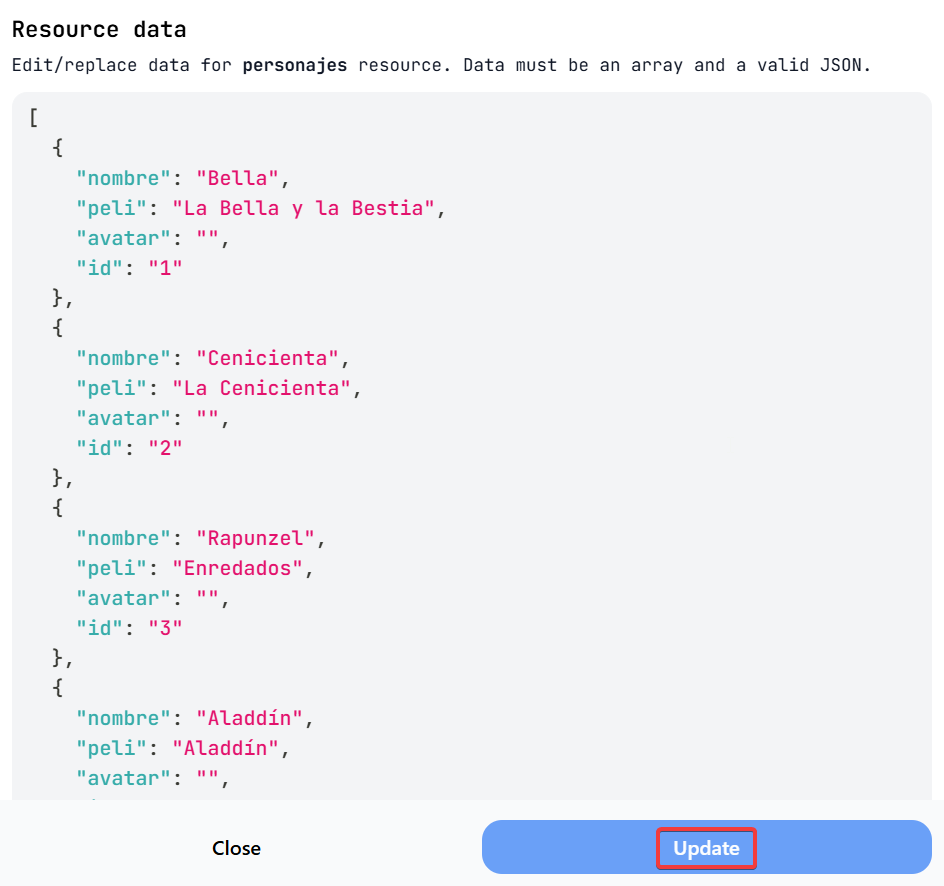 Resource data
Edit/replace data for personajes resource. Data must be an array and a valid JSON.
[
  {
    "nombre": "Bella",
    "peli": "La Bella y la Bestia",
    "avatar": "",
    "id": "1"
  },
  {
    "nombre": "Cenicienta",
    "peli": "La Cenicienta",
    "avatar": "",
    "id": "2"
  },
  {
    "nombre": "Rapunzel",
    "peli": "Enredados",
    "avatar": "",
    "id": "3"
  },
  {
    "nombre": "Aladdín",
    "peli": "Aladdín",
    "avatar": "",
Close
Update